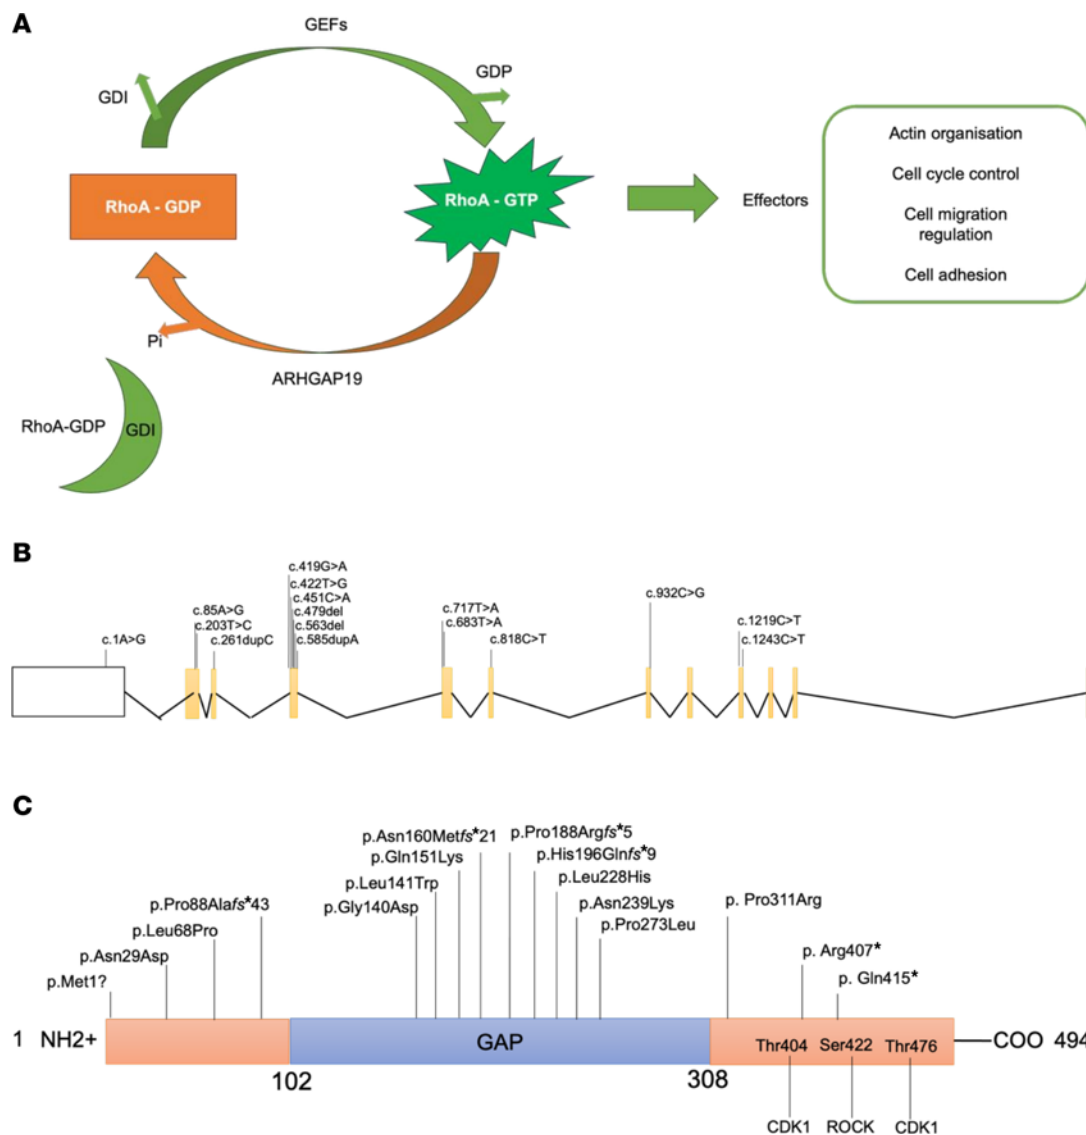 A
GEFs
GDI
GDP
RhoA - GDP
RhoA - GTP
Effectors
Actin organisation
Cell cycle control
Cell migration
regulation
Cell adhesion
Pi
ARHGAP19
RhoA-GDP
GDI
B
c.1A>G
c.85A>G
c.203T>C
c.261dupC
c.419G>A
c.422T>G
c.451C>A
c.479del
c.563del
c.585dupA
c.717T>A
c.683T>A
c.818C>T
c.932C>G
c.1219C>T
c.1243C>T
C
p.Met1?
p.Asn29Asp
p.Leu68Pro
p.Pro88Alafs*43
p.Gly140Asp
p.Leu141Trp
p.Gln151Lys
p.Asn160Metfs*21
p.Pro188Argfs*5
p.His196Glnfs*9
p.Leu228His
p.Asn239Lys
p.Pro273Leu
p. Pro311Arg
p. Arg407*
p. Gln415*
1 NH2+
GAP
Thr404 Ser422 Thr476
COO 494
102
308
CDK1 ROCK CDK1